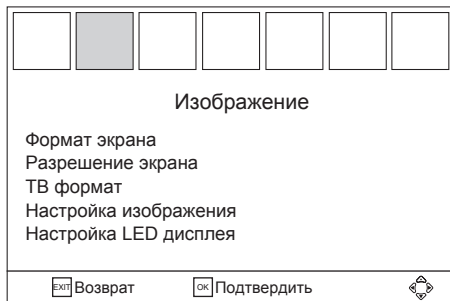 Изображение
Формат экрана
Разрешение экрана
ТВ формат
Настройка изображения
Настройка LED дисплея
EXIT Возврат OK Подтвердить